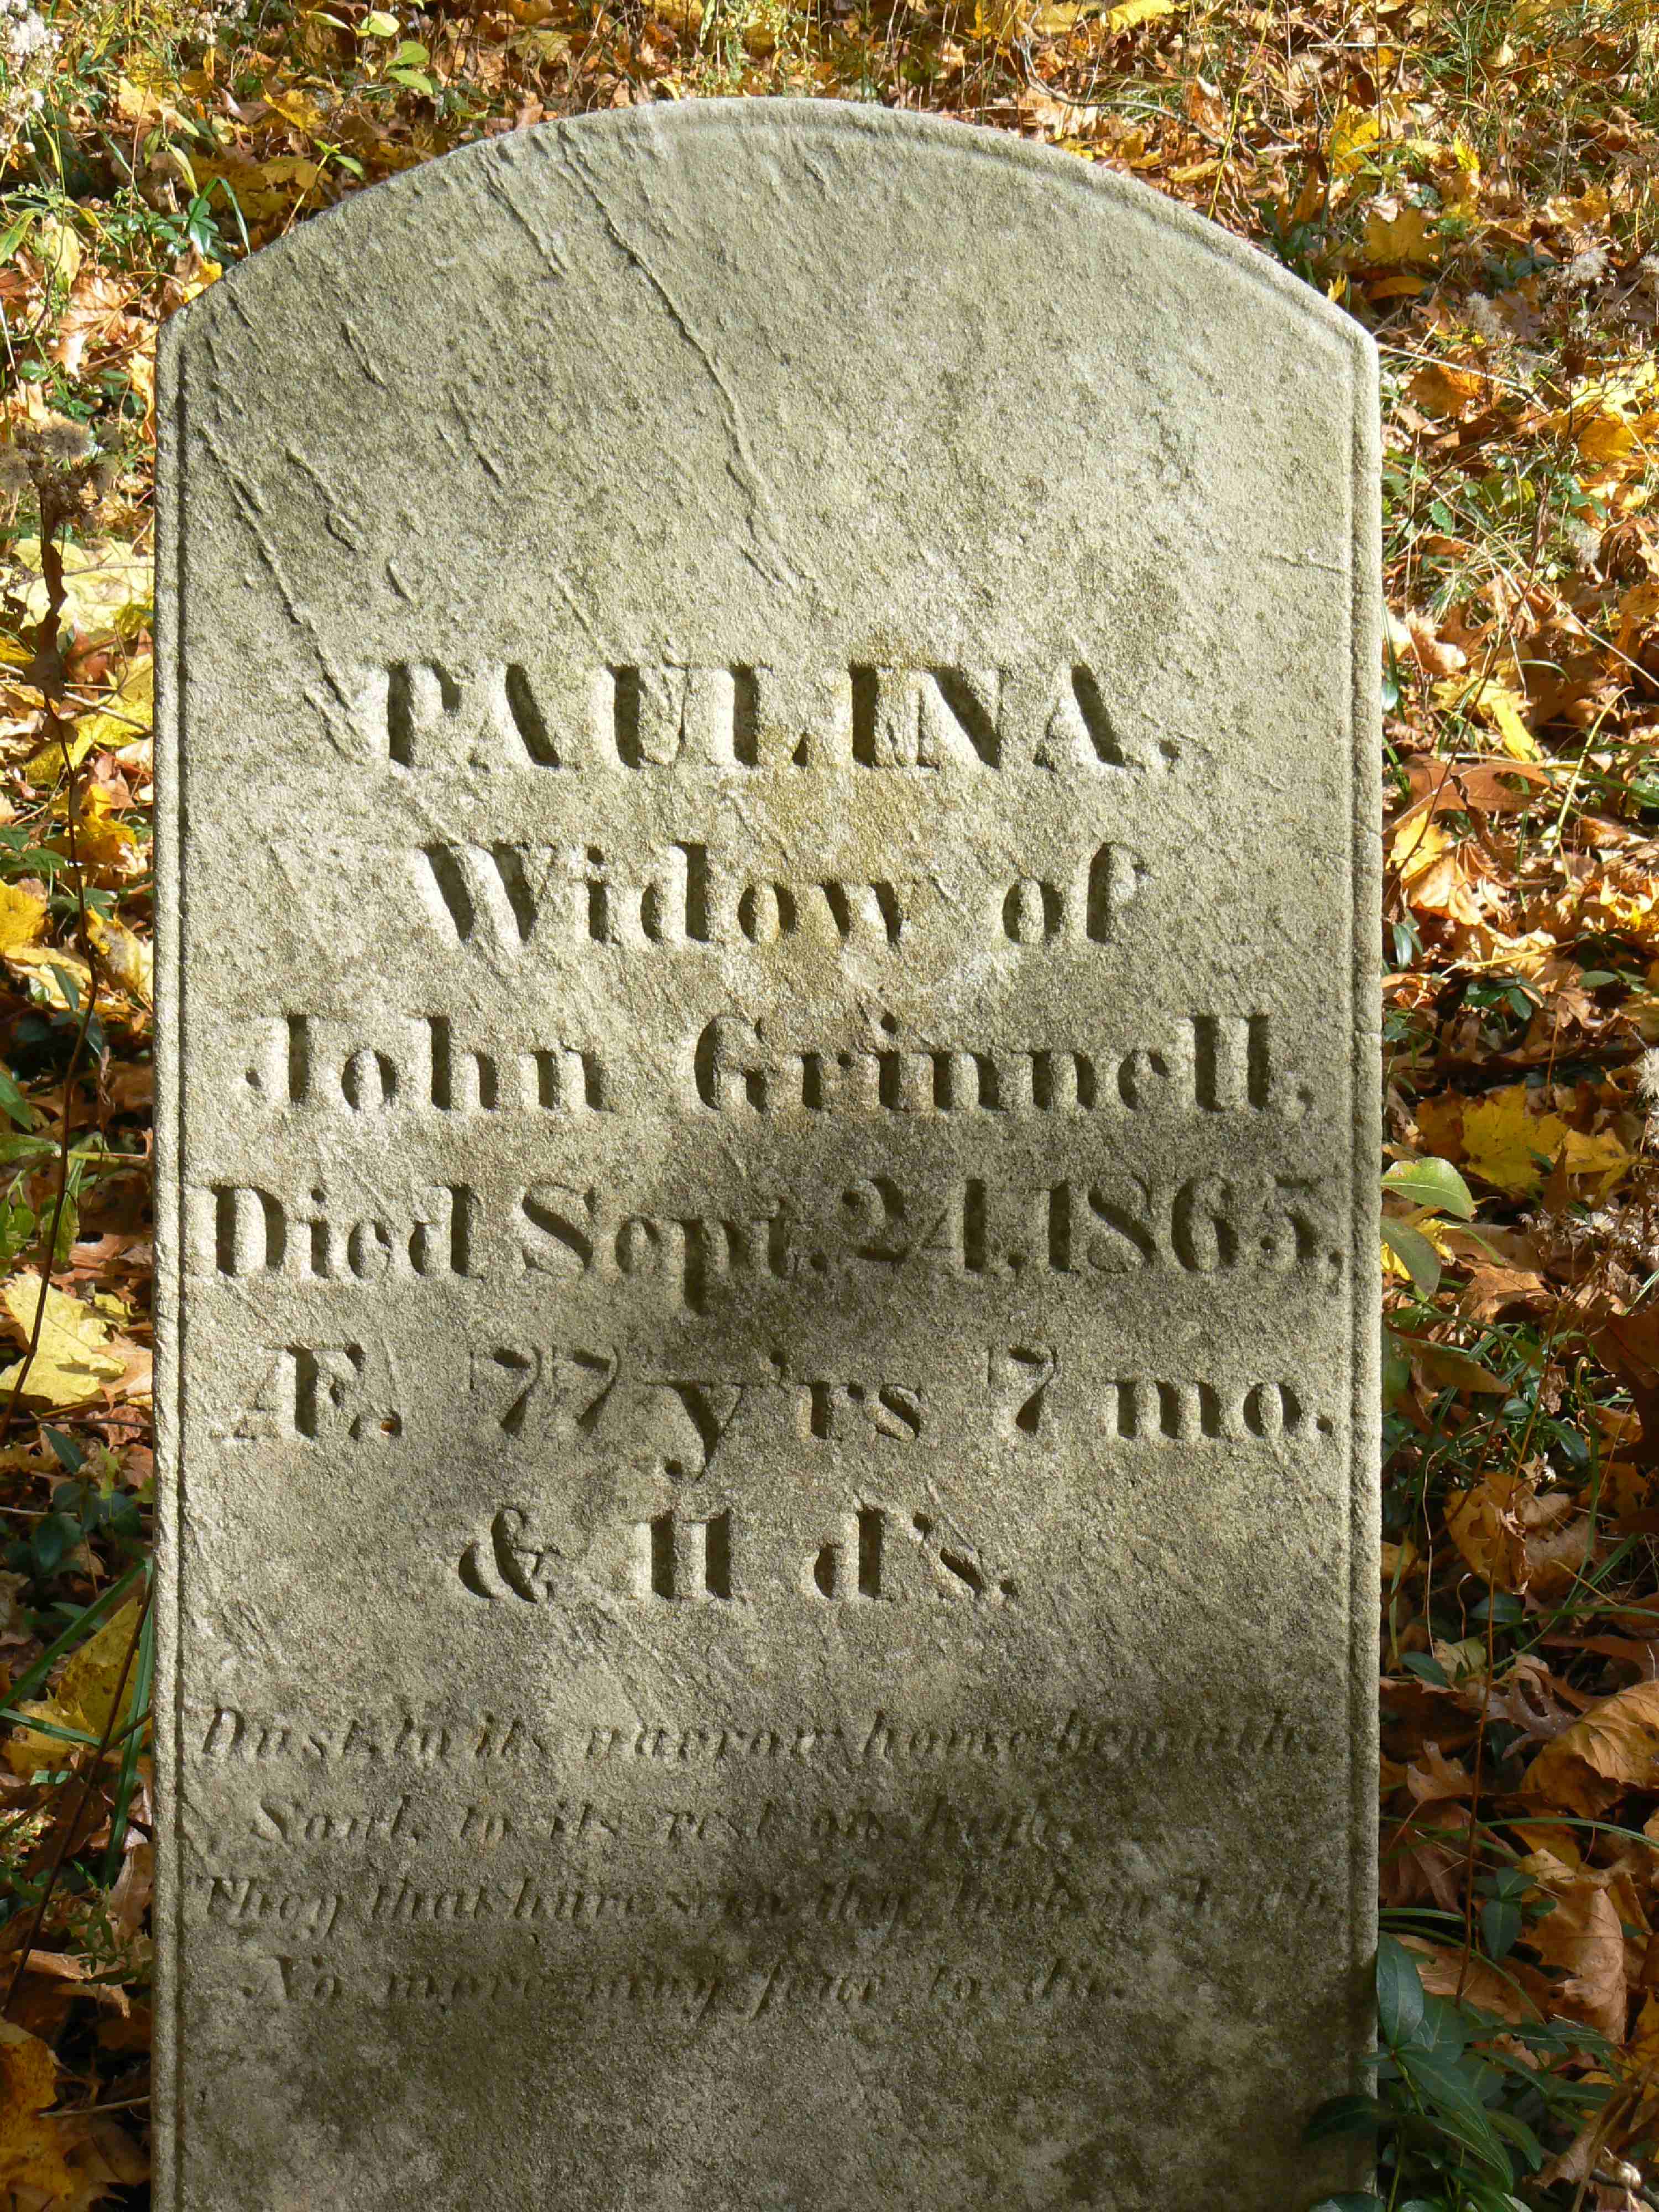 PAULINA.
Widow of
John Grinnell,
Died Sept. 24, 1865,
Æ. 77 y'rs 7 mo.
& 11 d's.
Dust, to its narrow house beneath,
Soul, to its rest on high,
They that have seen thy look in death,
No more may fear to die.